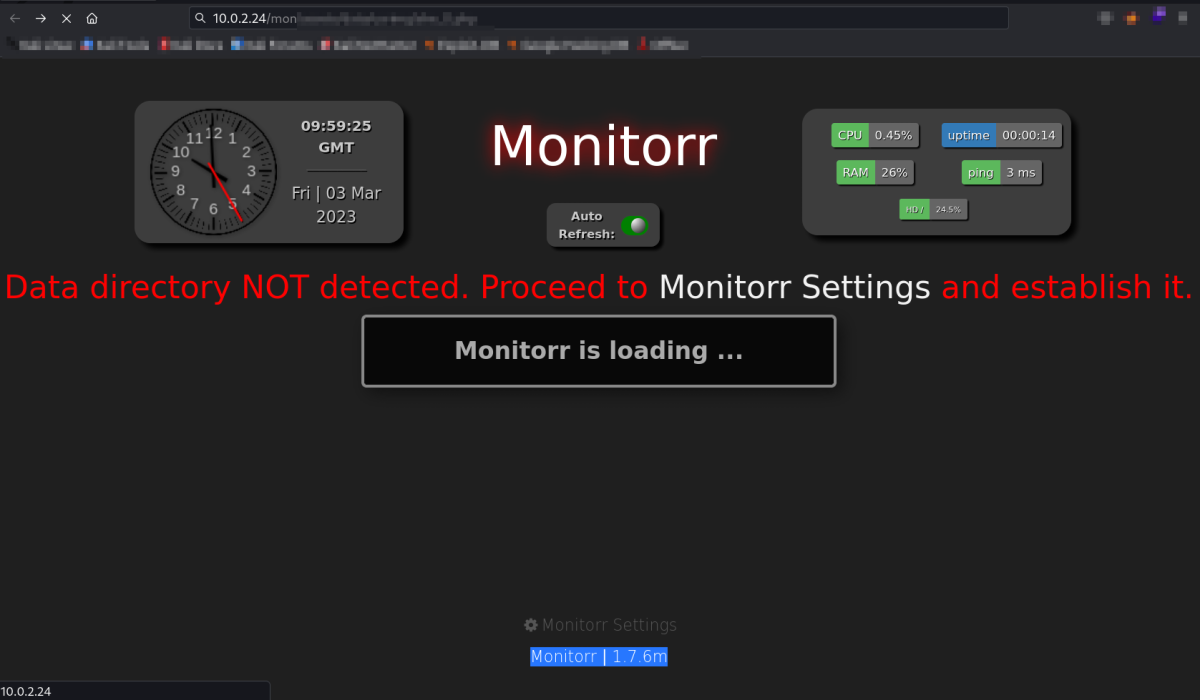 10.0.2.24/mon
09:59:25
GMT
Fri | 03 Mar
2023
12
1
2
3
4
5
6
7
8
9
10
11
Monitorr
Auto
Refresh:
CPU 0.45%
uptime 00:00:14
RAM 26%
ping 3 ms
HD / 24.5%
Data directory NOT detected. Proceed to Monitorr Settings and establish it.
Monitorr is loading ...
Monitorr Settings
Monitorr | 1.7.6m
10.0.2.24